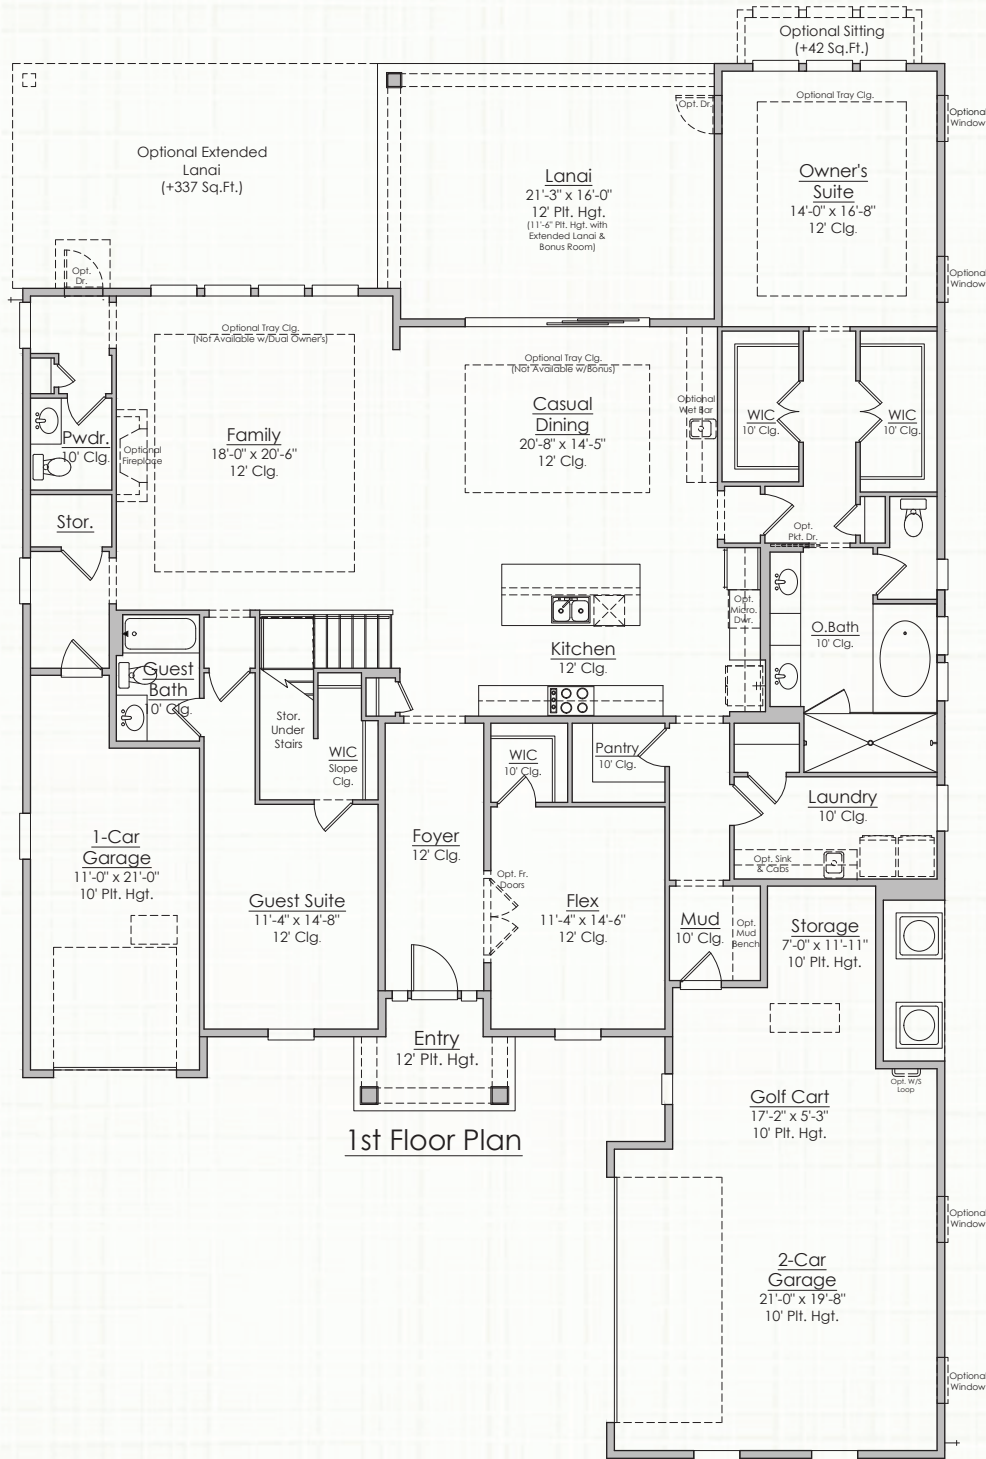 Optional Sitting
(+42 Sq.Ft.)
Optional Tray Clg.
Opt. Dr.
Optional
Window
Optional Extended
Lanai
(+337 Sq.Ft.)
Lanai
21'-3" x 16'-0"
12' Plt. Hgt.
(11'-6" Plt. Hgt. with
Extended Lanai &
Bonus Room)
Owner's
Suite
14'-0" x 16'-8"
12' Clg.
Opt.
Dr.
Optional
Window
Optional Tray Clg.
(Not Available w/Dual Owner's)
Optional Tray Clg.
(Not Available w/Bonus)
Pwdr.
10' Clg.
Optional
Fireplace
Family
18'-0" x 20'-6"
12' Clg.
Casual
Dining
20'-8" x 14'-5"
12' Clg.
Optional
Wet Bar
WIC
10' Clg.
WIC
10' Clg.
Stor.
Opt.
Pkt. Dr.
Opt.
Micro.
Dwr.
O.Bath
10' Clg.
Kitchen
12' Clg.
Guest
Bath
10' Clg.
Stor.
Under
Stairs
WIC
Slope
Clg.
WIC
10' Clg.
Pantry
10' Clg.
Laundry
10' Clg.
Opt. Sink
& Cabs
1-Car
Garage
11'-0" x 21'-0"
10' Plt. Hgt.
Foyer
12' Clg.
Opt. Fr.
Doors
Guest Suite
11'-4" x 14'-8"
12' Clg.
Flex
11'-4" x 14'-6"
12' Clg.
Mud
10' Clg.
Opt.
Mud
Bench
Storage
7'-0" x 11'-11"
10' Plt. Hgt.
Entry
12' Plt. Hgt.
Opt. W/S
Loop
Golf Cart
17'-2" x 5'-3"
10' Plt. Hgt.
1st Floor Plan
Optional
Window
2-Car
Garage
21'-0" x 19'-8"
10' Plt. Hgt.
Optional
Window